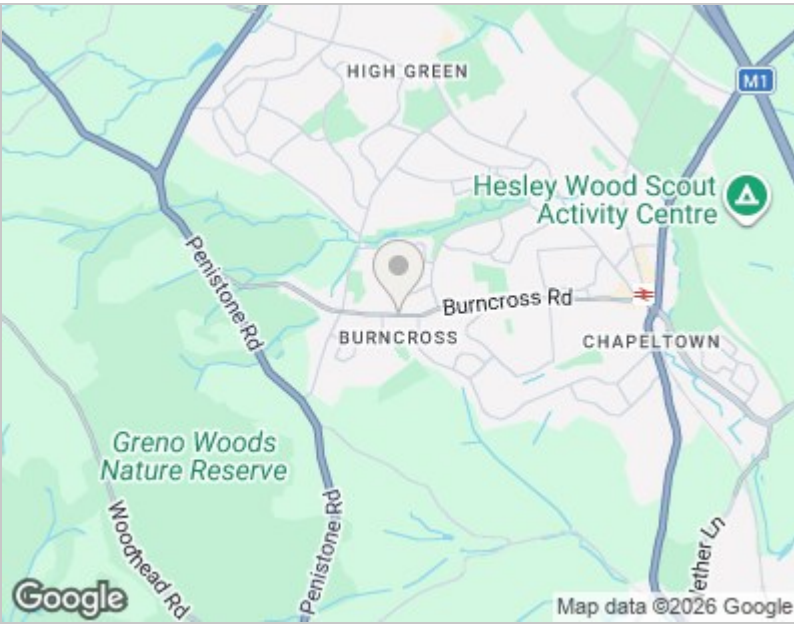 HIGH GREEN
M1
Hesley Wood Scout
Activity Centre
Penistone Rd
Burncross Rd
BURNCROSS
CHAPELTOWN
Greno Woods
Nature Reserve
Woodhead Rd
Penistone Rd
Nether Ln
Google
Map data ©2026 Google